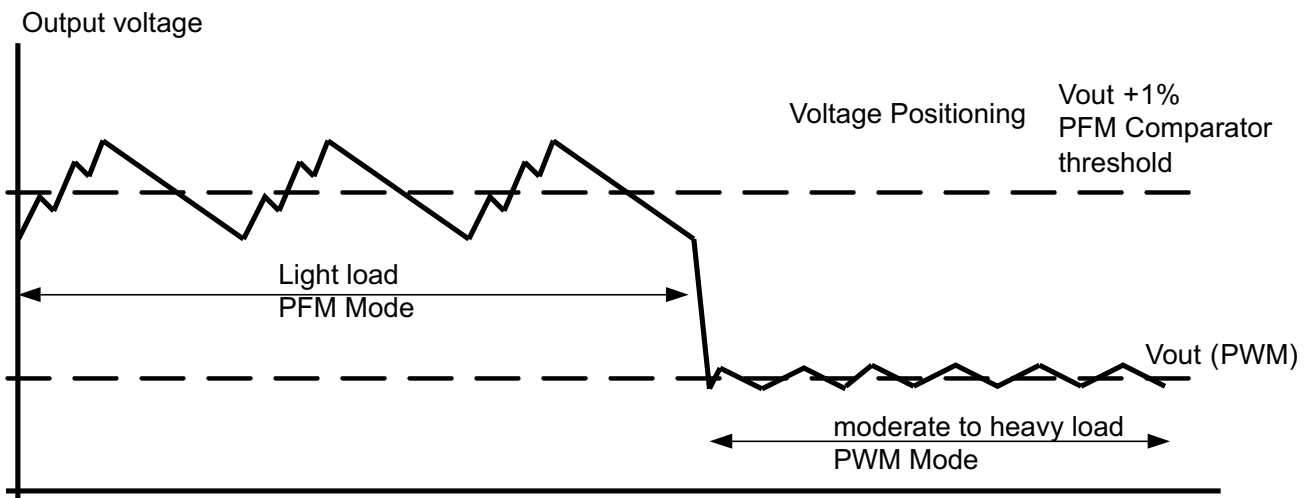 Output voltage
Voltage Positioning
Vout +1%
PFM Comparator
threshold
Light load
PFM Mode
Vout (PWM)
moderate to heavy load
PWM Mode